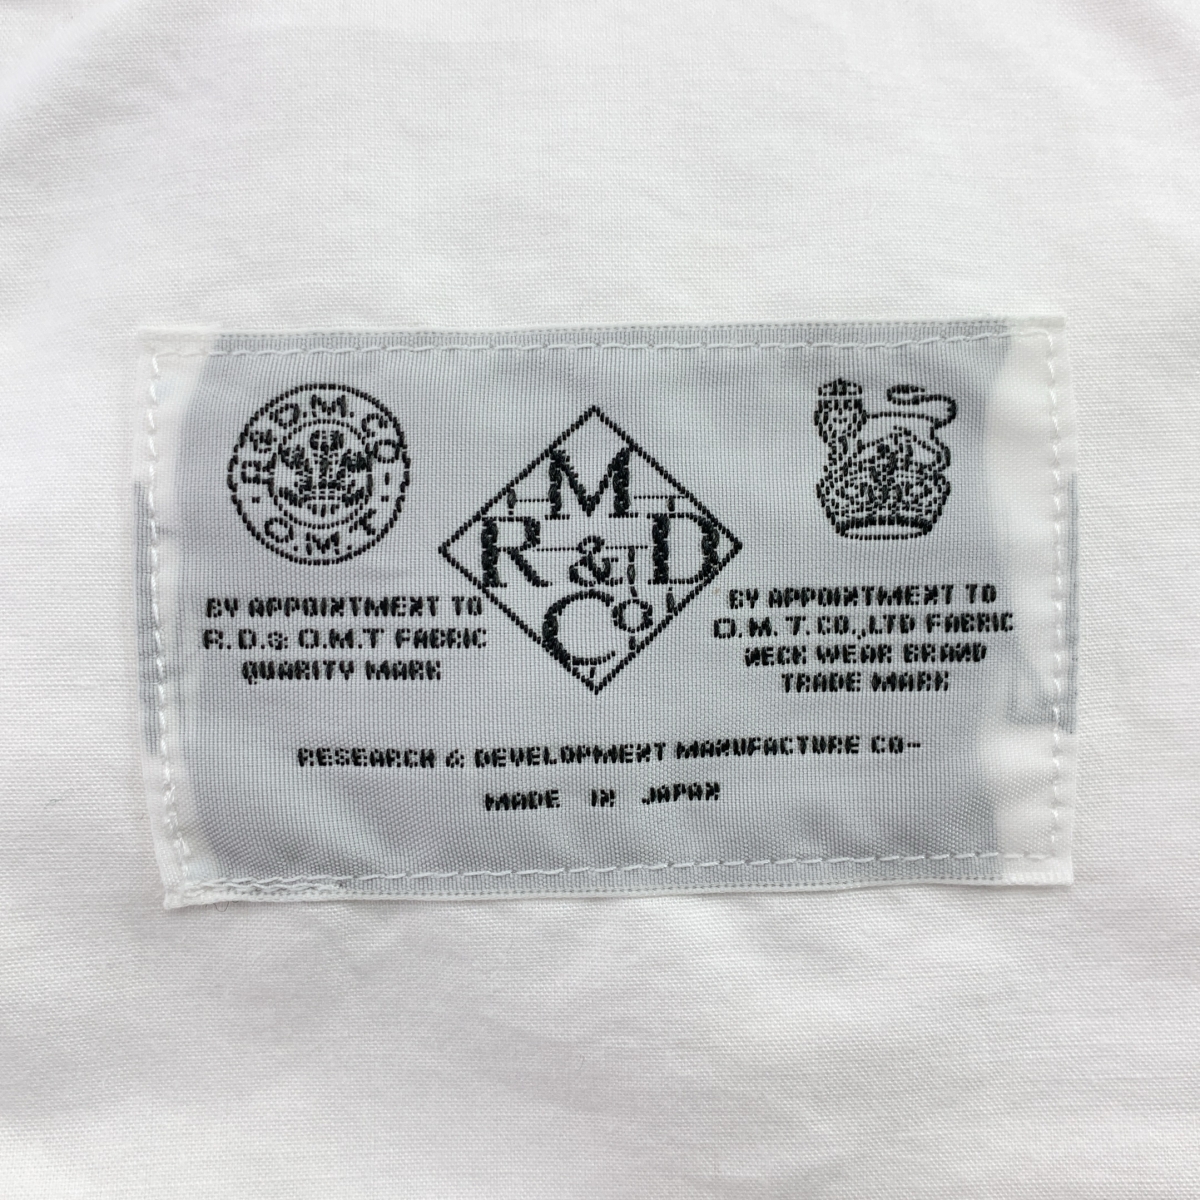 R.&D.M.CO
O.M.T
BY APPOINTMENT TO
R.D.& O.M.T FABRIC
QUARITY MARK
M
R & D
Co
BY APPOINTMENT TO
O.M.T.CO.,LTD FABRIC
NECK WEAR BRAND
TRADE MARK
RESEARCH & DEVELOPMENT MANUFACTURE CO-
MADE IN JAPAN